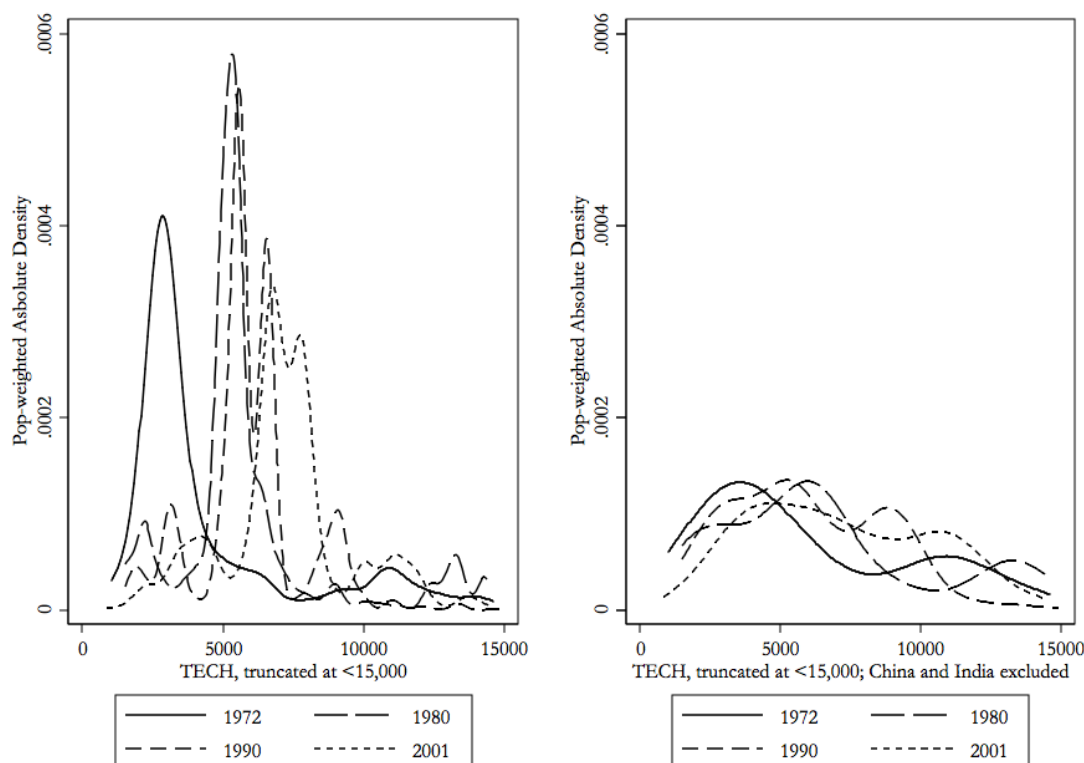 .0006
.0004
.0002
0
Pop-weighted Asbolute Density
0 5000 10000 15000
TECH, truncated at <15,000
1972 1980
1990 2001
.0006
.0004
.0002
0
Pop-weighted Absolute Density
0 5000 10000 15000
TECH, truncated at <15,000; China and India excluded
1972 1980
1990 2001